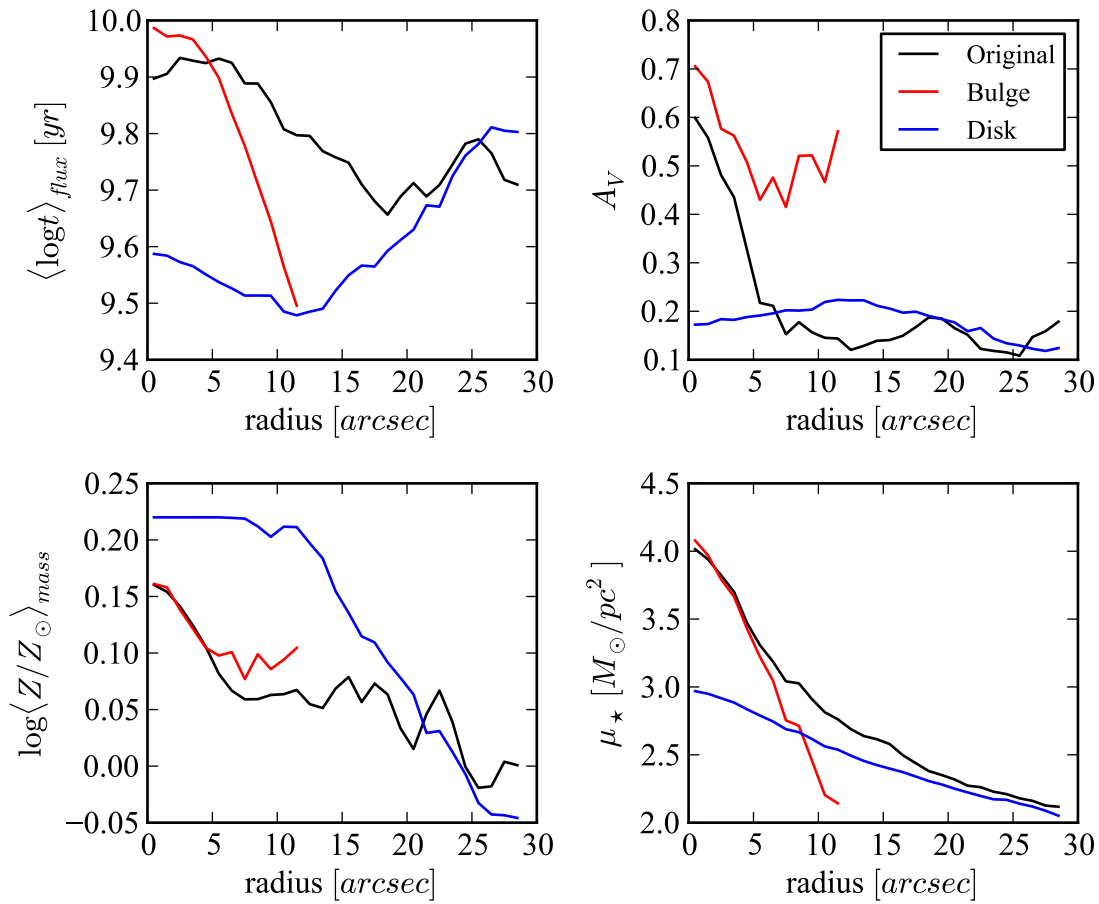 10.0
9.9
9.8
9.7
9.6
9.5
9.4
⟨logt⟩flux [yr]
0 5 10 15 20 25 30
radius [arcsec]
0.8
0.7
0.6
0.5
0.4
0.3
0.2
0.1
A_V
Original
Bulge
Disk
0 5 10 15 20 25 30
radius [arcsec]
0.25
0.20
0.15
0.10
0.05
0.00
−0.05
log⟨Z/Z⊙⟩mass
0 5 10 15 20 25 30
radius [arcsec]
4.5
4.0
3.5
3.0
2.5
2.0
μ⋆ [M⊙/pc²]
0 5 10 15 20 25 30
radius [arcsec]